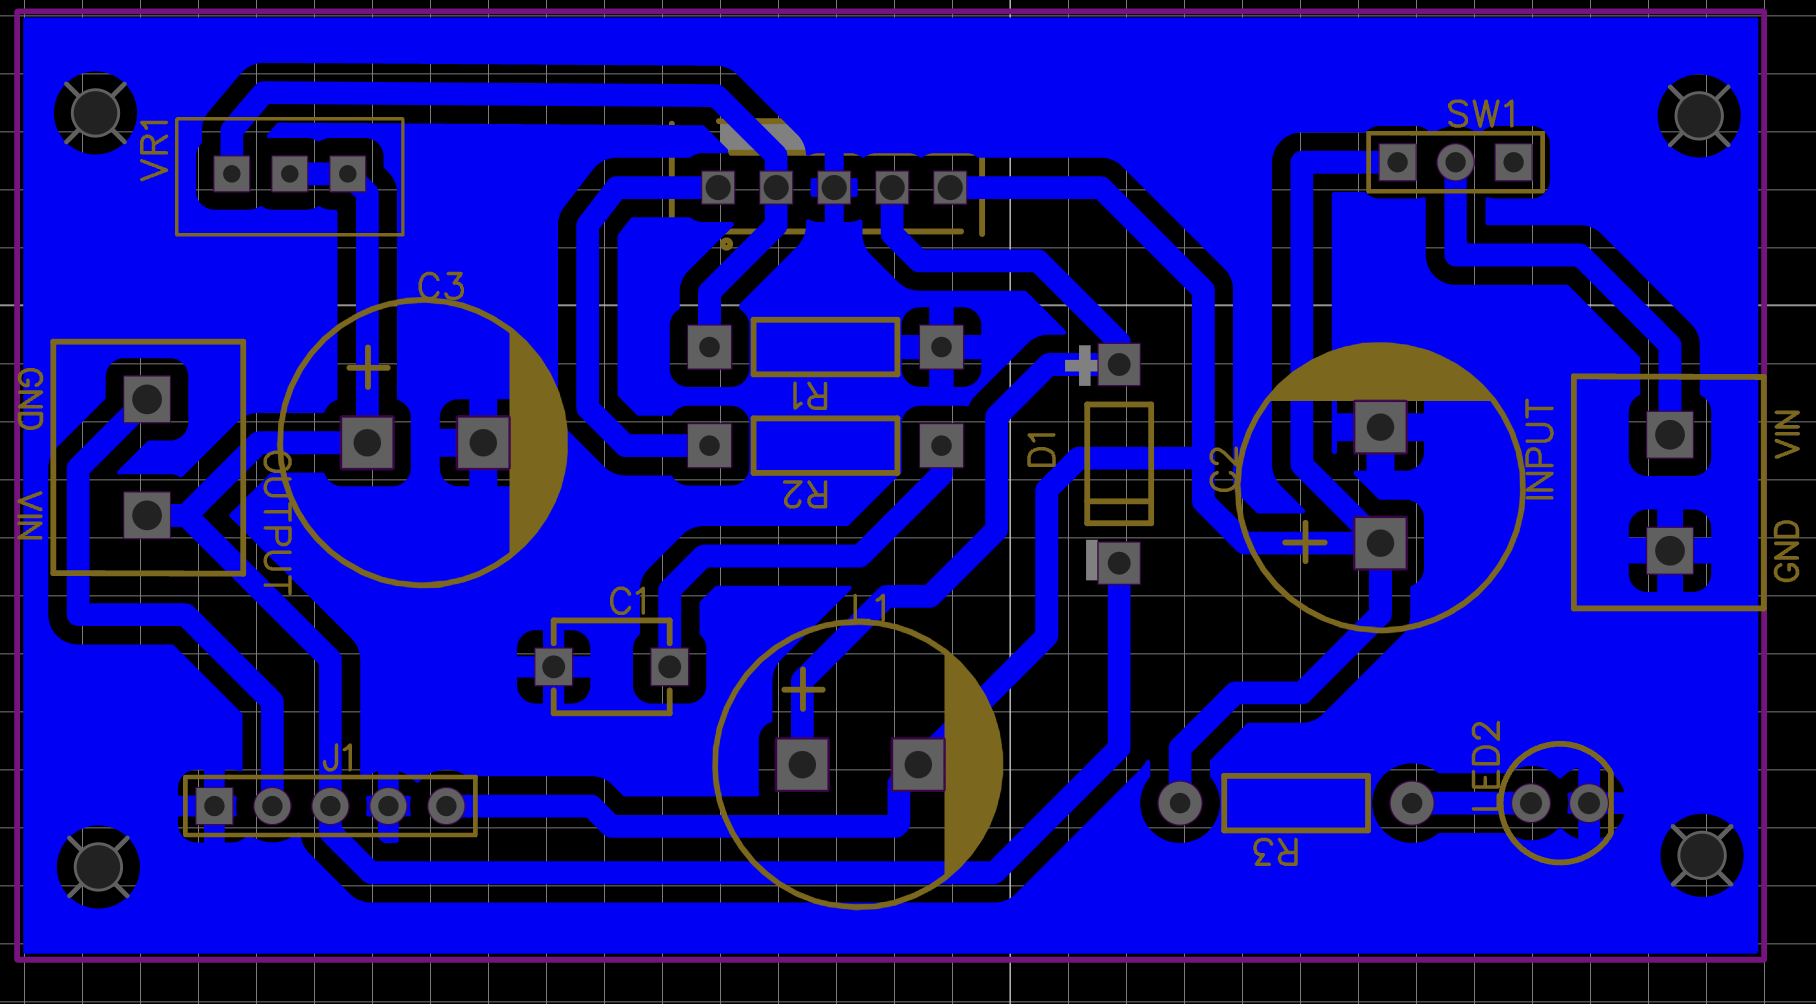 SW1
VR1
C3
GND
R1
INPUT
VIN
D1
C2
OUTPUT
R2
VIN
GND
C1
L1
J1
LED2
R3